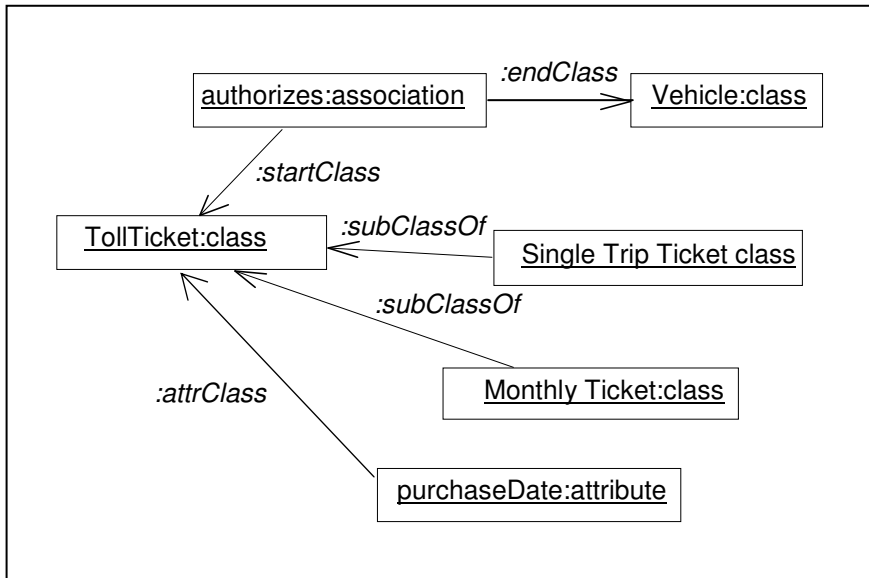 :endClass
authorizes:association
Vehicle:class
:startClass
:subClassOf
TollTicket:class
Single Trip Ticket class
:subClassOf
:attrClass
Monthly Ticket:class
purchaseDate:attribute